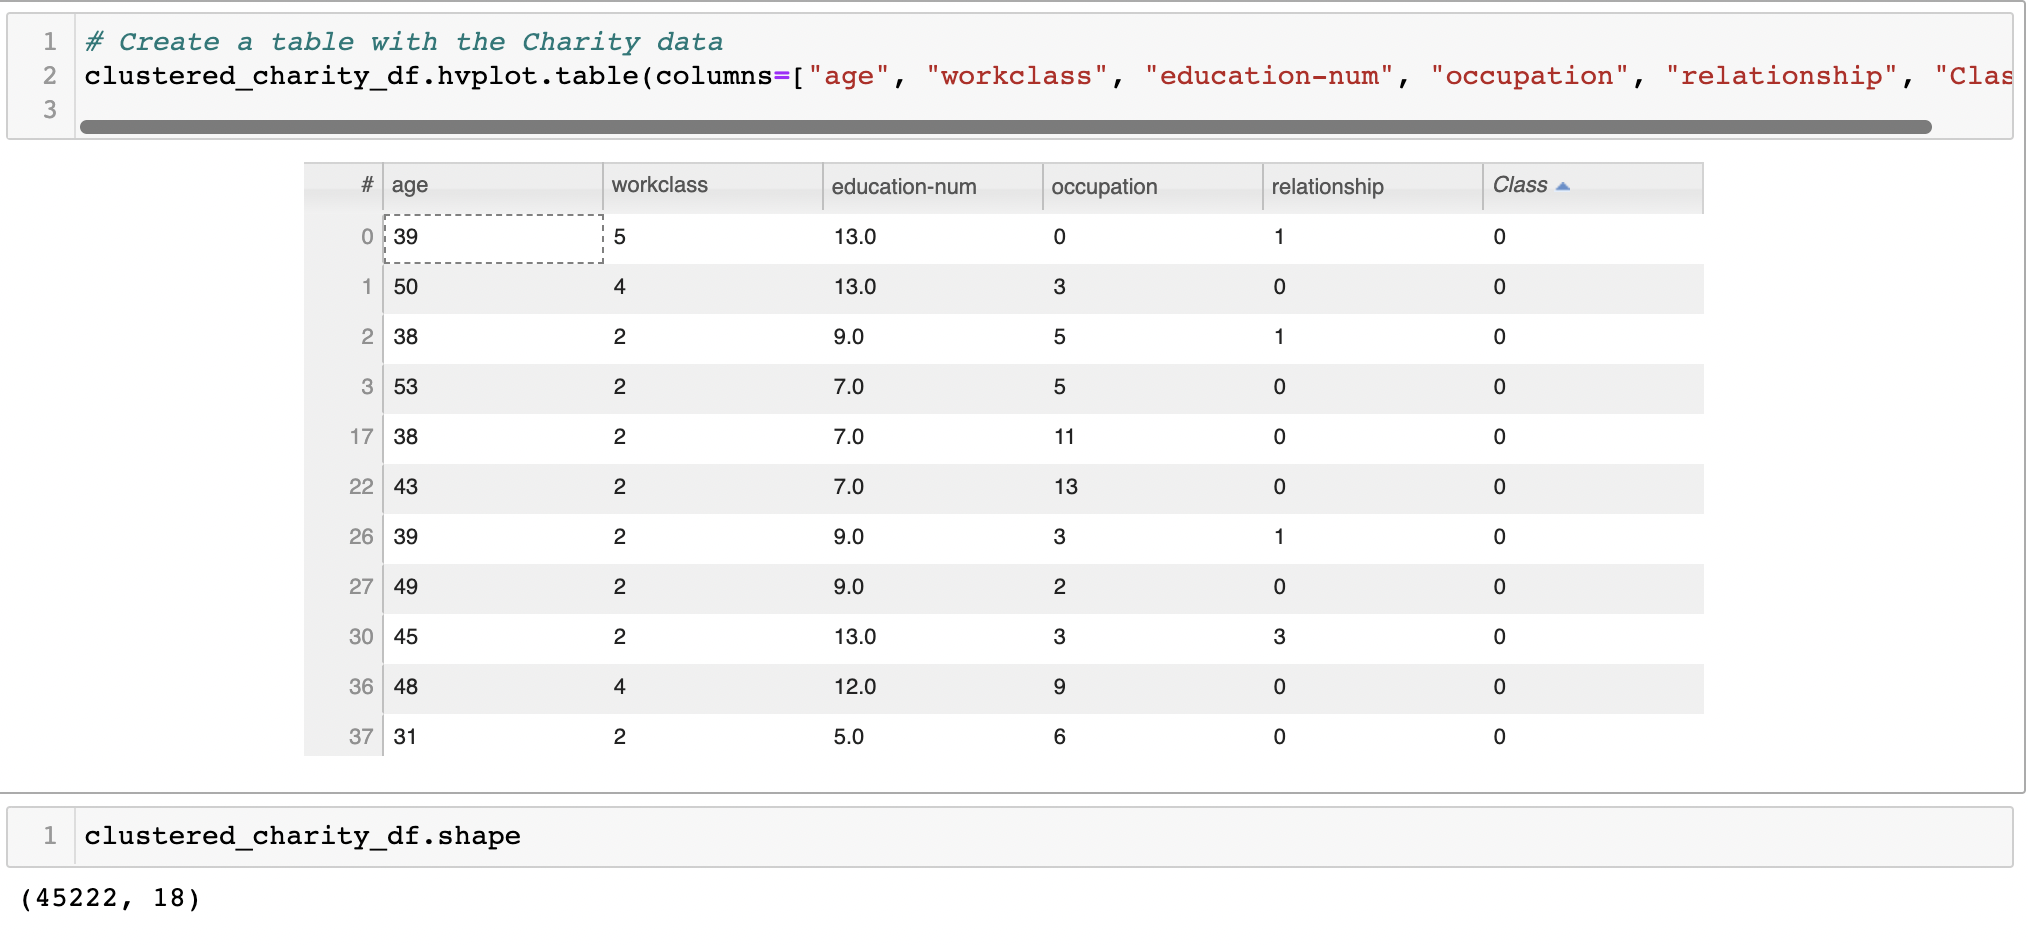 1 # Create a table with the Charity data
2 clustered_charity_df.hvplot.table(columns=["age", "workclass", "education-num", "occupation", "relationship", "Clas
3
# age workclass education-num occupation relationship Class
0 39 5 13.0 0 1 0
1 50 4 13.0 3 0 0
2 38 2 9.0 5 1 0
3 53 2 7.0 5 0 0
17 38 2 7.0 11 0 0
22 43 2 7.0 13 0 0
26 39 2 9.0 3 1 0
27 49 2 9.0 2 0 0
30 45 2 13.0 3 3 0
36 48 4 12.0 9 0 0
37 31 2 5.0 6 0 0
1 clustered_charity_df.shape
(45222, 18)